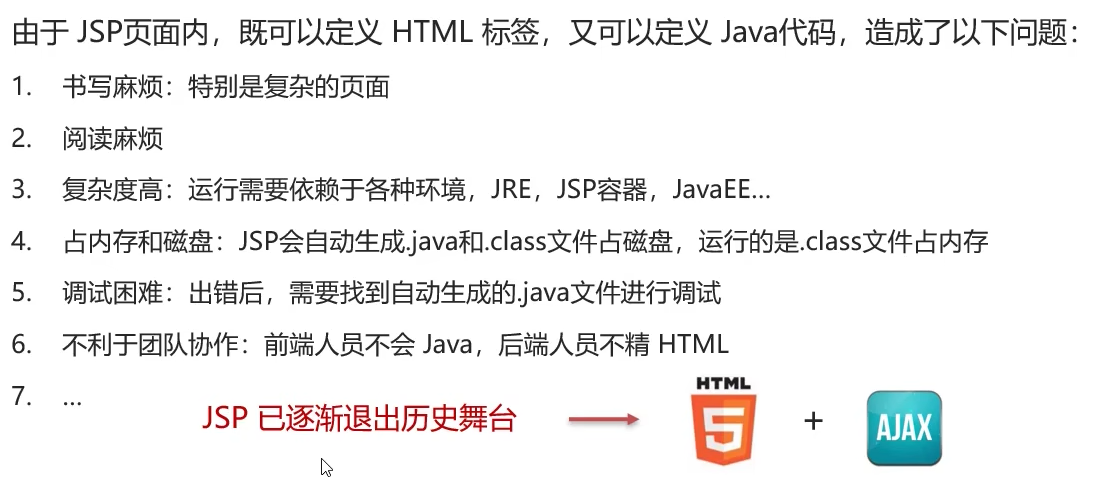 由于 JSP页面内，既可以定义 HTML 标签，又可以定义 Java代码，造成了以下问题：
1. 书写麻烦：特别是复杂的页面
2. 阅读麻烦
3. 复杂度高：运行需要依赖于各种环境，JRE，JSP容器，JavaEE…
4. 占内存和磁盘：JSP会自动生成.java和.class文件占磁盘，运行的是.class文件占内存
5. 调试困难：出错后，需要找到自动生成的.java文件进行调试
6. 不利于团队协作：前端人员不会 Java，后端人员不精 HTML
7. …
JSP 已逐渐退出历史舞台
HTML
5
+
AJAX